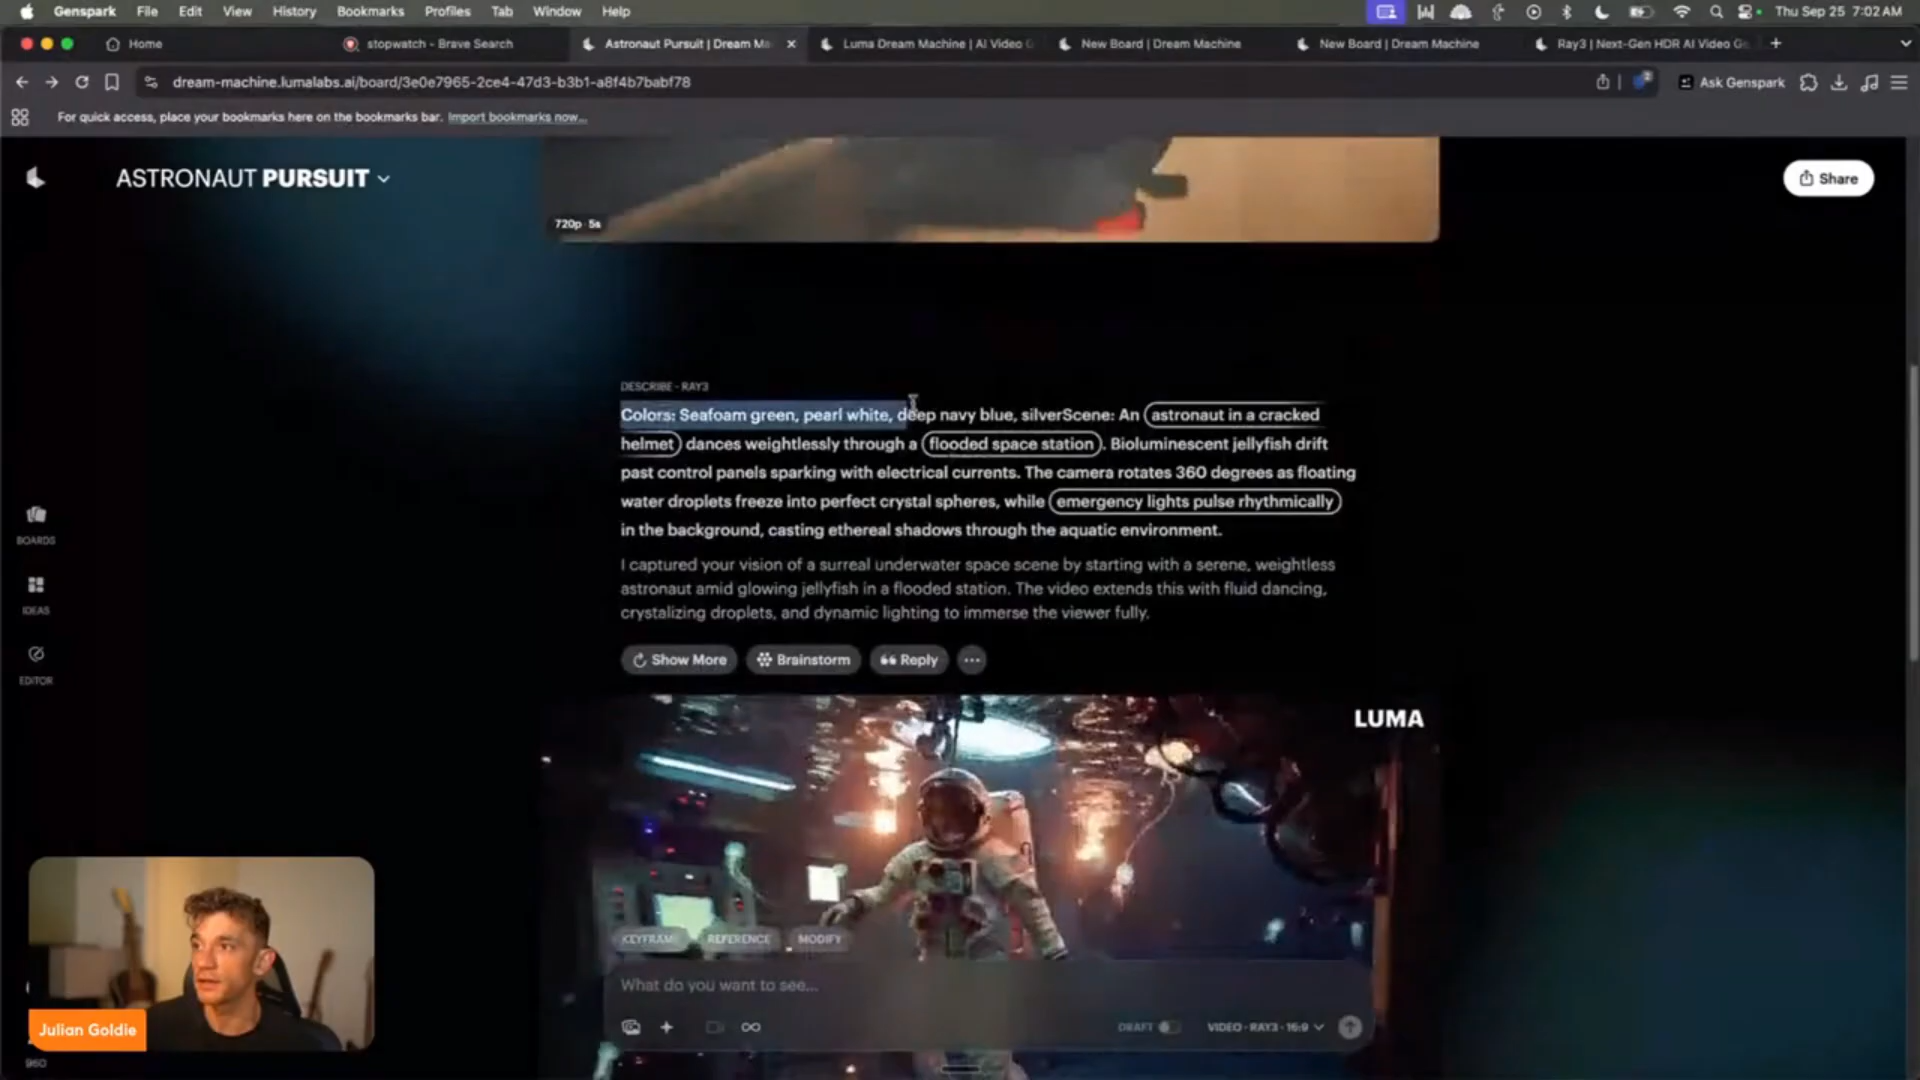 Genspark File Edit View History Bookmarks Profiles Tab Window Help Thu Sep 25 7:02 AM
Home stopwatch - Brave Search Astronaut Pursuit | Dream Ma Luma Dream Machine | AI Video G New Board | Dream Machine New Board | Dream Machine Ray3 | Next-Gen HDR AI Video Ge
dream-machine.lumalabs.ai/board/3e0e7965-2ce4-47d3-b3b1-a8f4b7babf78 Ask Genspark
For quick access, place your bookmarks here on the bookmarks bar. Import bookmarks now...
ASTRONAUT PURSUIT Share
720p · 5s
DESCRIBE · RAY3
Colors: Seafoam green, pearl white, deep navy blue, silverScene: An astronaut in a cracked
helmet dances weightlessly through a flooded space station . Bioluminescent jellyfish drift
past control panels sparking with electrical currents. The camera rotates 360 degrees as floating
water droplets freeze into perfect crystal spheres, while emergency lights pulse rhythmically
in the background, casting ethereal shadows through the aquatic environment.
I captured your vision of a surreal underwater space scene by starting with a serene, weightless
astronaut amid glowing jellyfish in a flooded station. The video extends this with fluid dancing,
crystalizing droplets, and dynamic lighting to immerse the viewer fully.
Show More Brainstorm Reply
BOARDS
IDEAS
EDITOR
LUMA
KEYFRAME REFERENCE MODIFY
What do you want to see...
DRAFT VIDEO · RAY3 · 16:9
Julian Goldie
960